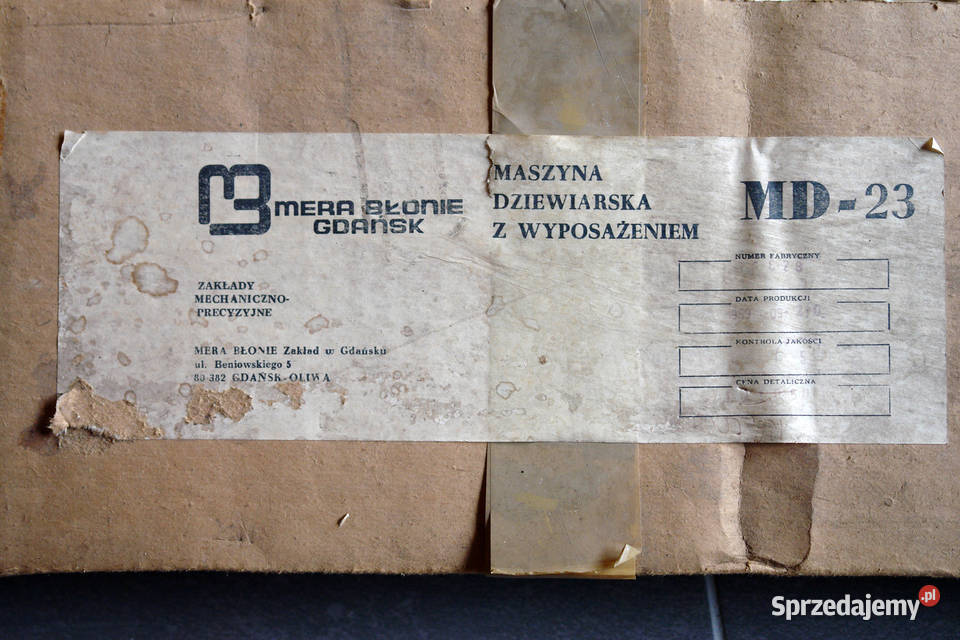 MB MERA BŁONIE
GDAŃSK
ZAKŁADY
MECHANICZNO-
PRECYZYJNE
MERA BŁONIE Zakład w Gdańsku
ul. Beniowskiego 5
80-382 GDAŃSK-OLIWA
MASZYNA
DZIEWIARSKA
Z WYPOSAŻENIEM
MD-23
NUMER FABRYCZNY
DATA PRODUKCJI
KONTROLA JAKOŚCI
CENA DETALICZNA
Sprzedajemy.pl